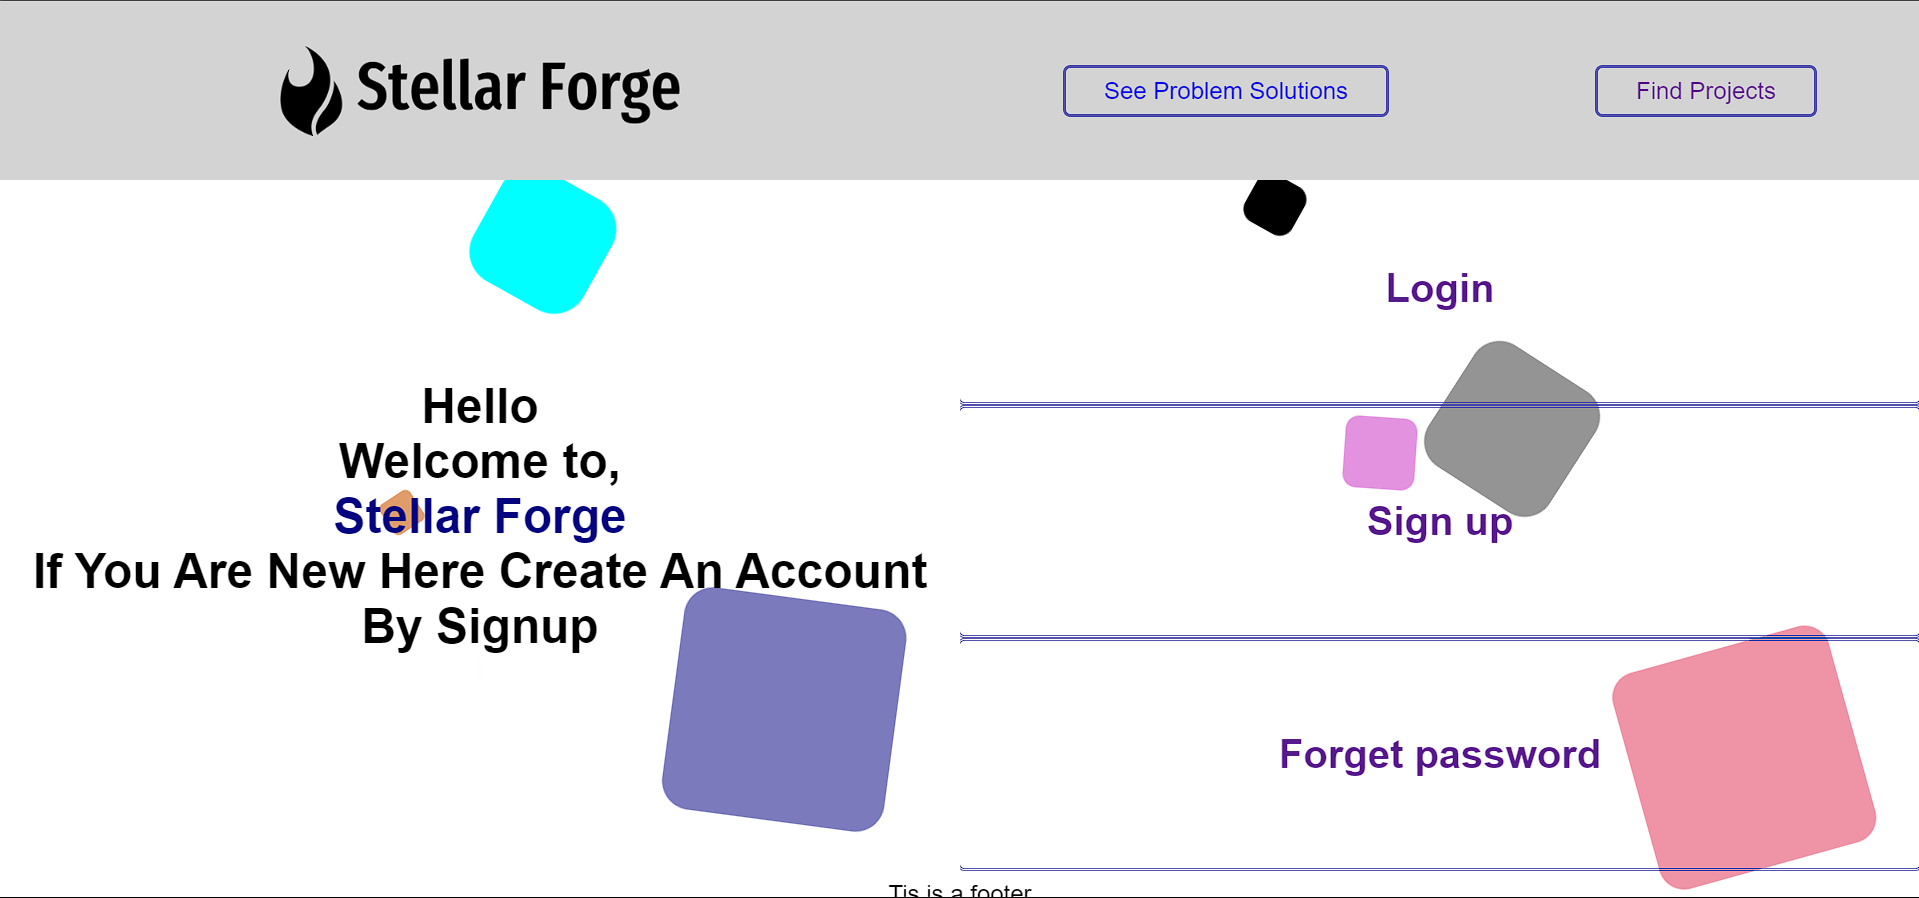 Stellar Forge
See Problem Solutions
Find Projects
Hello
Welcome to,
Stellar Forge
If You Are New Here Create An Account
By Signup
Login
Sign up
Forget password
Tis is a footer